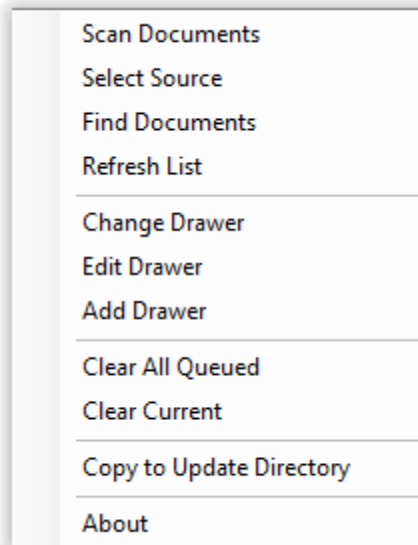 Scan Documents
Select Source
Find Documents
Refresh List
Change Drawer
Edit Drawer
Add Drawer
Clear All Queued
Clear Current
Copy to Update Directory
About